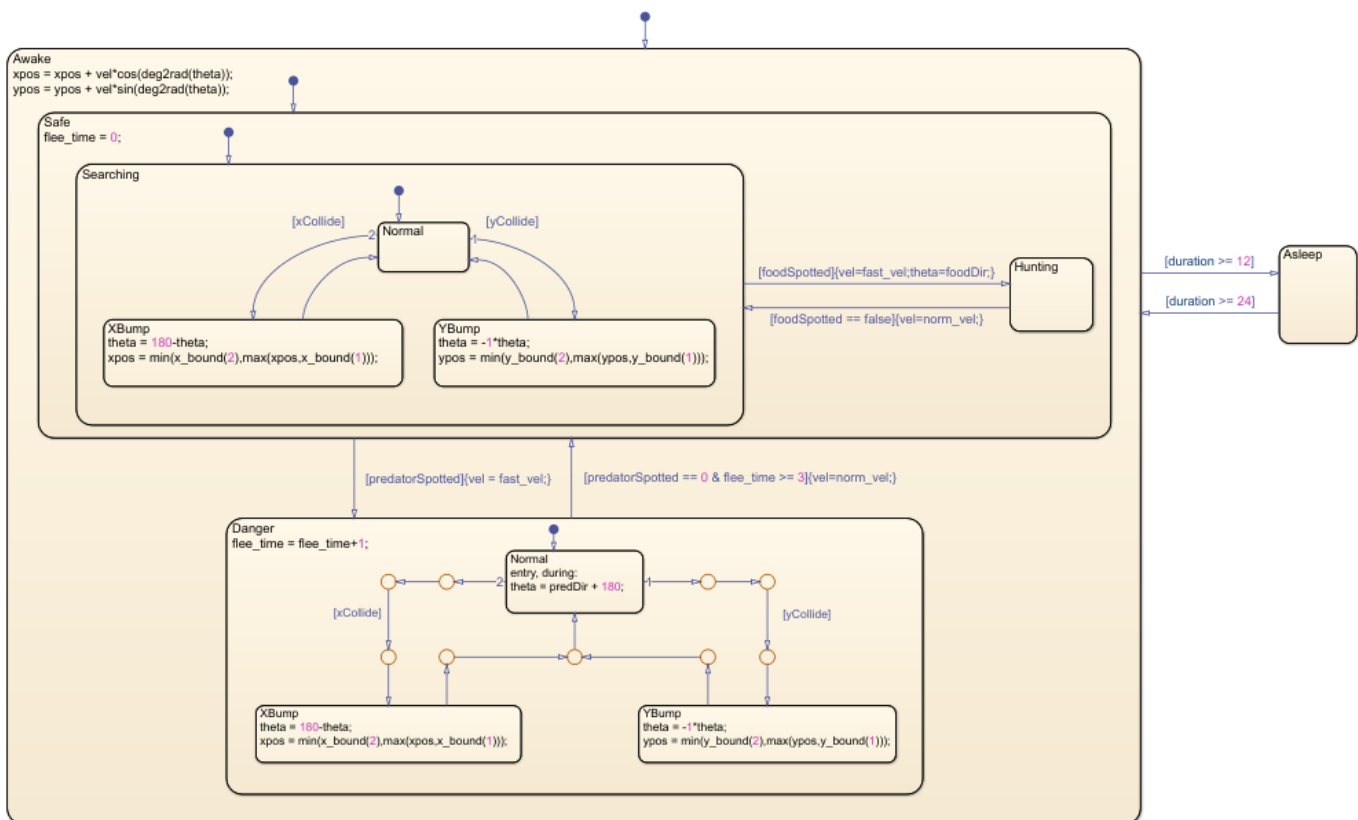 Awake
xpos = xpos + vel*cos(deg2rad(theta));
ypos = ypos + vel*sin(deg2rad(theta));
Safe
flee_time = 0;
Searching
[xCollide]
[yCollide]
2
Normal
1
XBump
theta = 180-theta;
xpos = min(x_bound(2),max(xpos,x_bound(1)));
YBump
theta = -1*theta;
ypos = min(y_bound(2),max(ypos,y_bound(1)));
[foodSpotted]{vel=fast_vel;theta=foodDir;}
[foodSpotted == false]{vel=norm_vel;}
Hunting
[duration >= 12]
[duration >= 24]
Asleep
[predatorSpotted]{vel = fast_vel;}
[predatorSpotted == 0 & flee_time >= 3]{vel=norm_vel;}
Danger
flee_time = flee_time+1;
Normal
entry, during:
theta = predDir + 180;
2
1
[xCollide]
[yCollide]
XBump
theta = 180-theta;
xpos = min(x_bound(2),max(xpos,x_bound(1)));
YBump
theta = -1*theta;
ypos = min(y_bound(2),max(ypos,y_bound(1)));